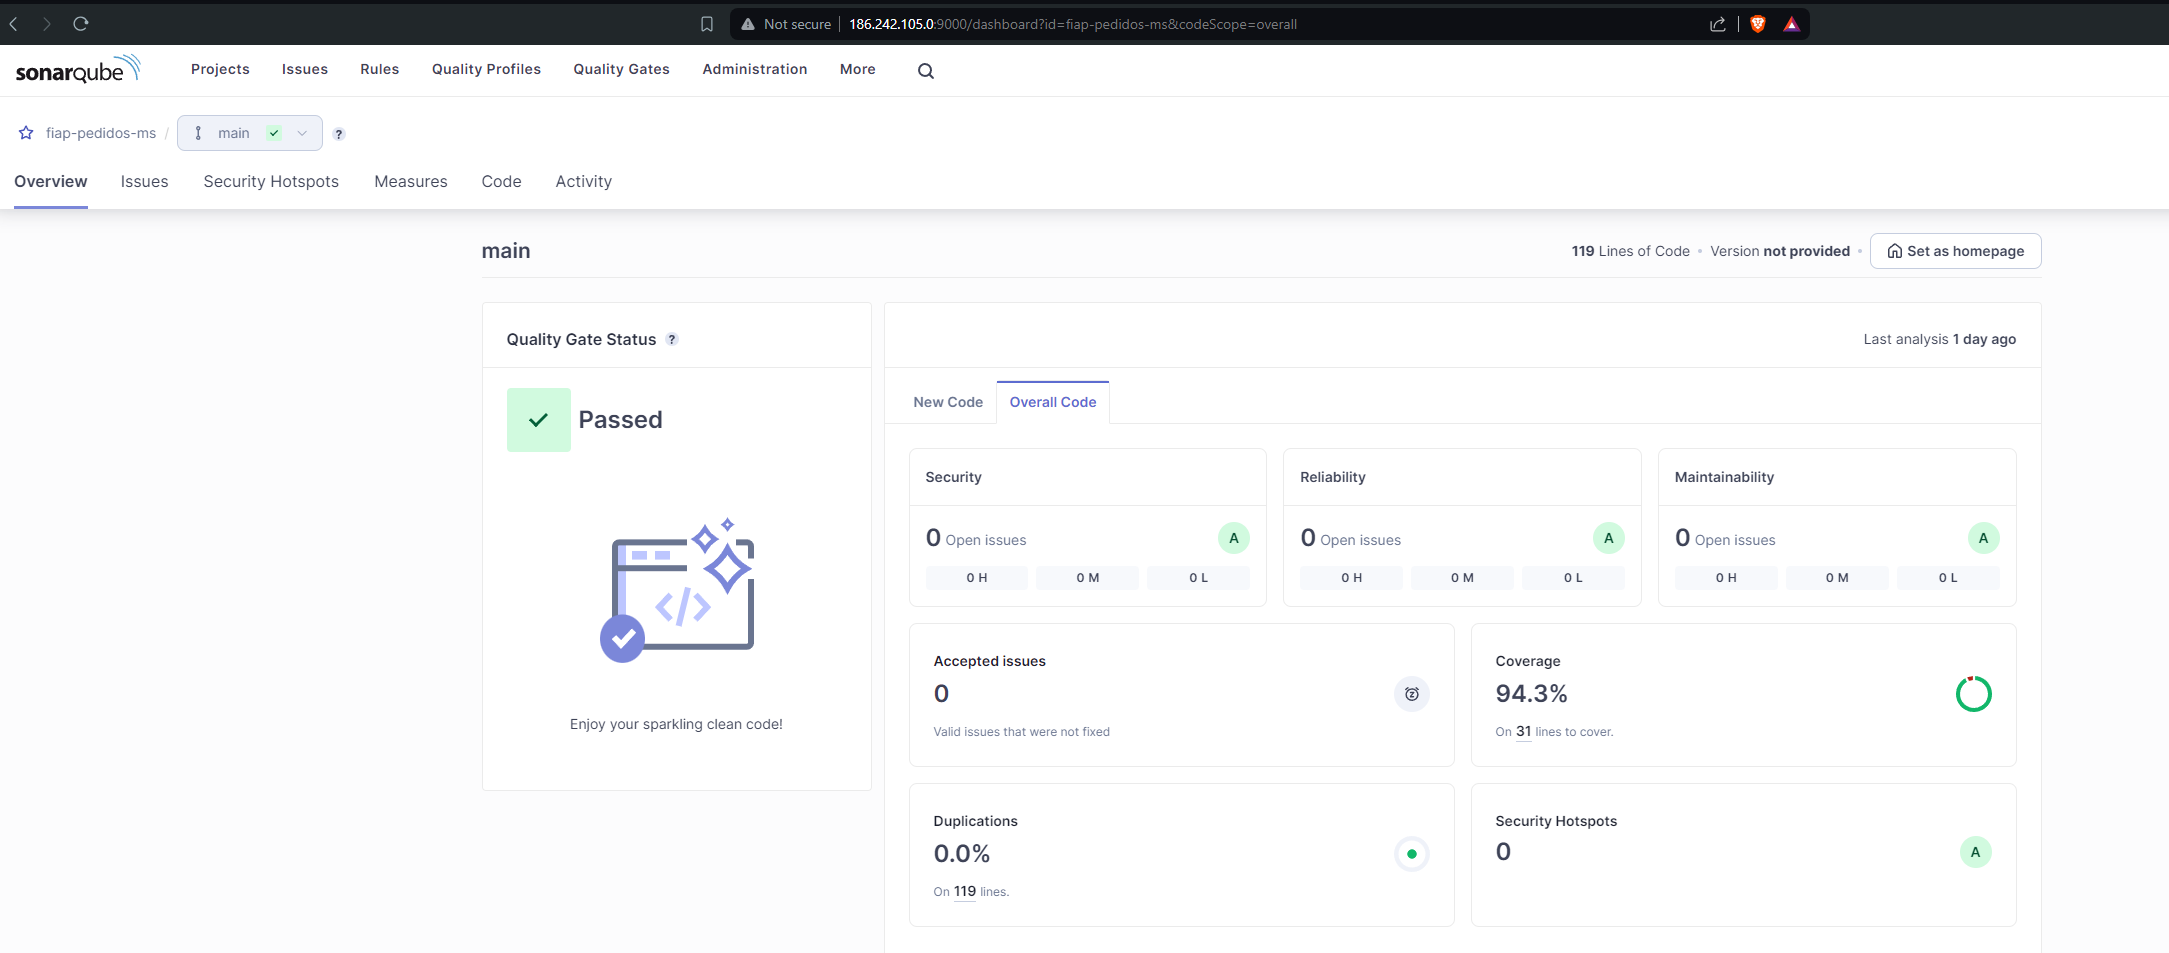 Not secure 186.242.105.0:9000/dashboard?id=fiap-pedidos-ms&codeScope=overall
sonarqube Projects Issues Rules Quality Profiles Quality Gates Administration More
fiap-pedidos-ms / main ?
Overview Issues Security Hotspots Measures Code Activity
main
119 Lines of Code • Version not provided • Set as homepage
Quality Gate Status ?
Passed
Enjoy your sparkling clean code!
Last analysis 1 day ago
New Code Overall Code
Security
0 Open issues A
0 H 0 M 0 L
Reliability
0 Open issues A
0 H 0 M 0 L
Maintainability
0 Open issues A
0 H 0 M 0 L
Accepted issues
0
Valid issues that were not fixed
Coverage
94.3%
On 31 lines to cover.
Duplications
0.0%
On 119 lines.
Security Hotspots
0 A